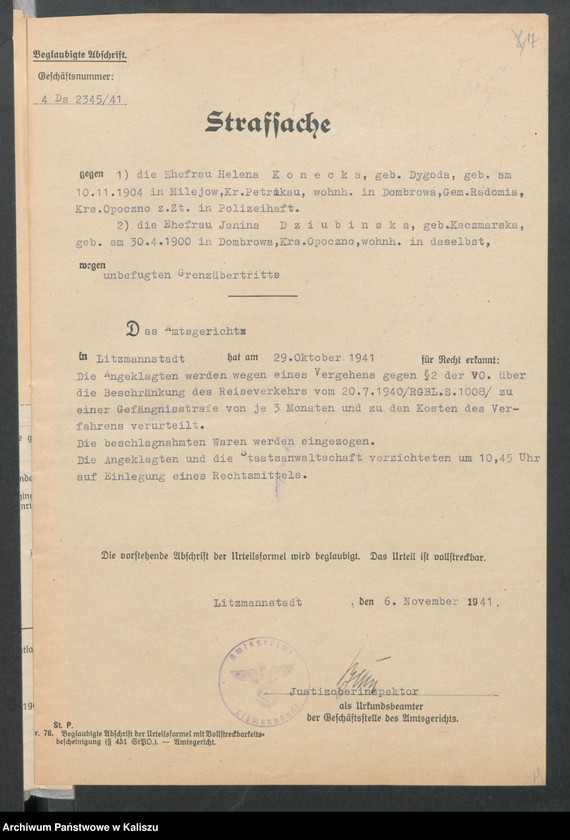 7
Beglaubigte Abschrift.
Geschäftsnummer:
4 Ds 2345/41
Strafsache
gegen 1) die Ehefrau Helena Konecka, geb. Dygoda, geb. am
10.11.1904 in Milejow,Kr.Petrikau, wohnh. in Dombrowa,Gem.Radomia,
Krs.Opoczno z.Zt. in Polizeihaft.
2) die Ehefrau Janina Dziubinska, geb.Kaczmarska,
geb. am 30.4.1900 in Dombrowa,Krs.Opoczno,wohnh. in daselbst,
wegen
unbefugten Grenzübertritts
Das Amtsgericht
in Litzmannstadt hat am 29.Oktober 1941 für Recht erkannt:
Die Angeklagten werden wegen eines Vergehens gegen §2 der VO. über
die Beschränkung des Reiseverkehrs vom 20.7.1940/RGBL.S.1008/ zu
einer Gefängnisstrafe von je 3 Monaten und zu den Kosten des Ver-
fahrens verurteilt.
Die beschlagnahmten Waren werden eingezogen.
Die Angeklagten und die Staatsanwaltschaft verzichteten um 10,45 Uhr
auf Einlegung eines Rechtsmittels.
Die vorstehende Abschrift der Urteilsformel wird beglaubigt. Das Urteil ist vollstreckbar.
Litzmannstadt, den 6. November 1941.
Amtsgericht
Litzmannstadt
Justizoberinspektor
als Urkundsbeamter
der Geschäftsstelle des Amtsgerichts.
St. P.
r. 76. Beglaubigte Abschrift der Urteilsformel mit Vollstreckbarkeits-
bescheinigung (§ 451 StPO.). — Amtsgericht.
Archiwum Państwowe w Kaliszu